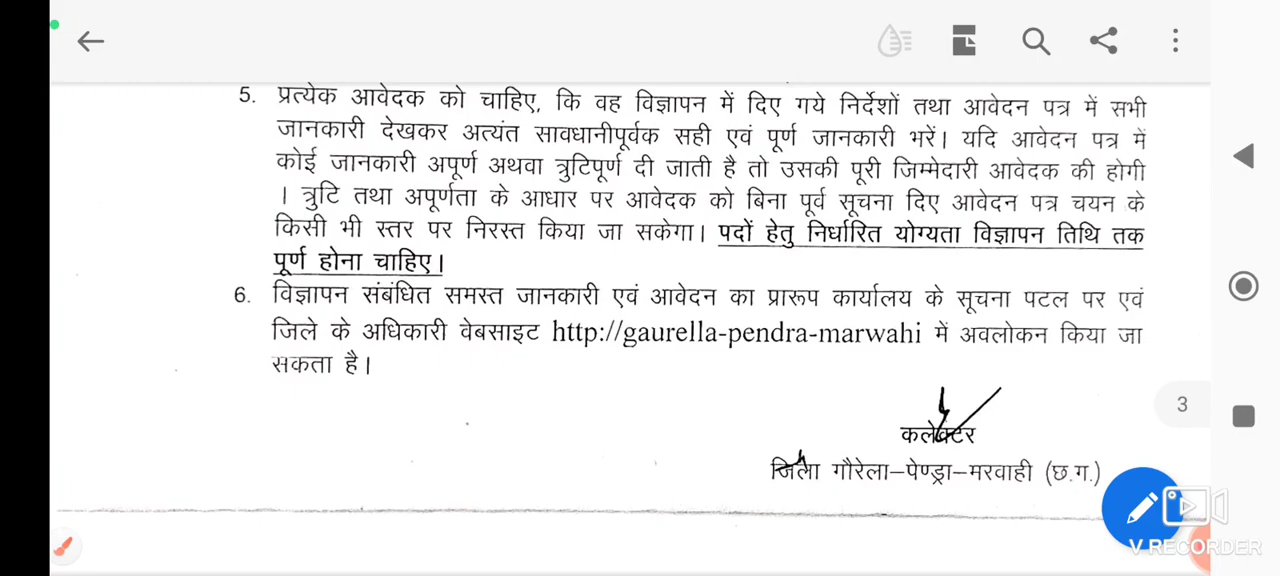 5. प्रत्येक आवेदक को चाहिए, कि वह विज्ञापन में दिए गये निर्देशों तथा आवेदन पत्र में सभी
जानकारी देखकर अत्यंत सावधानीपूर्वक सही एवं पूर्ण जानकारी भरें। यदि आवेदन पत्र में
कोई जानकारी अपूर्ण अथवा त्रुटिपूर्ण दी जाती है तो उसकी पूरी जिम्मेदारी आवेदक की होगी
। त्रुटि तथा अपूर्णता के आधार पर आवेदक को बिना पूर्व सूचना दिए आवेदन पत्र चयन के
किसी भी स्तर पर निरस्त किया जा सकेगा। पदों हेतु निर्धारित योग्यता विज्ञापन तिथि तक
पूर्ण होना चाहिए।
6. विज्ञापन संबंधित समस्त जानकारी एवं आवेदन का प्रारूप कार्यालय के सूचना पटल पर एवं
जिले के अधिकारी वेबसाइट http://gaurella-pendra-marwahi में अवलोकन किया जा
सकता है।
3
कलेक्टर
जिला गौरेला-पेण्ड्रा-मरवाही (छ.ग.)
V RECORDER